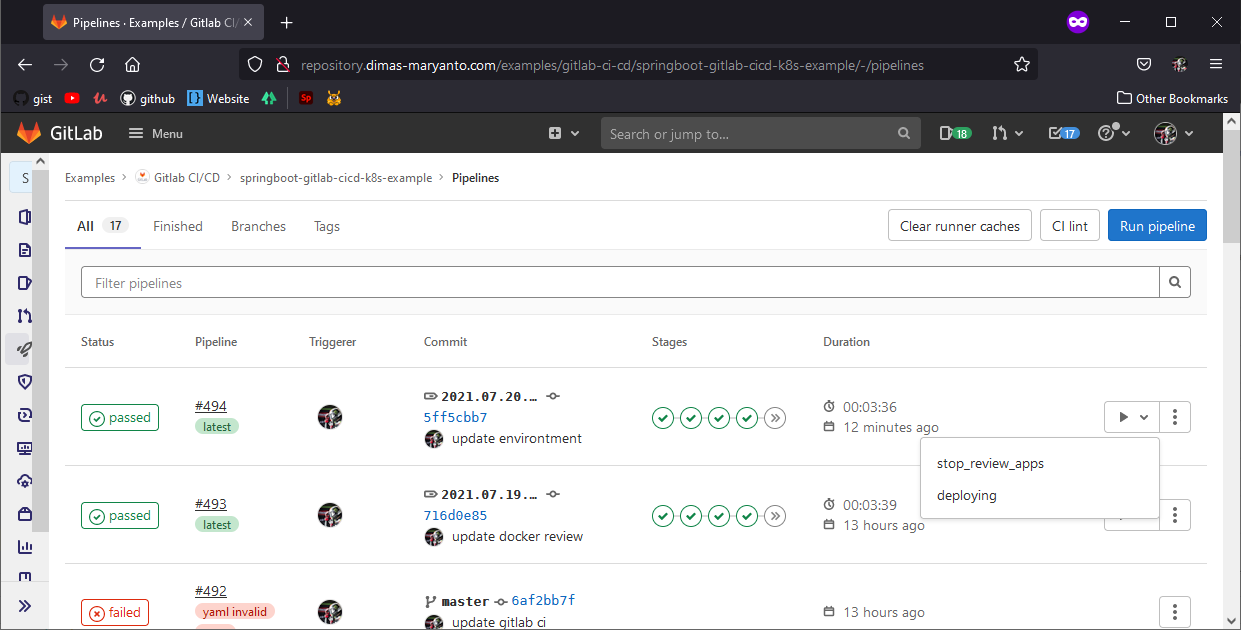 Pipelines · Examples / Gitlab CI/
repository.dimas-maryanto.com/examples/gitlab-ci-cd/springboot-gitlab-cicd-k8s-example/-/pipelines
gist
github
Website
Sp
Other Bookmarks
GitLab
Menu
Search or jump to...
18
17
S
Examples > Gitlab CI/CD > springboot-gitlab-cicd-k8s-example > Pipelines
All 17 Finished Branches Tags
Clear runner caches
CI lint
Run pipeline
Filter pipelines
Status Pipeline Triggerer Commit Stages Duration
passed
#494
latest
2021.07.20...
5ff5cbb7
update environtment
00:03:36
12 minutes ago
stop_review_apps
deploying
passed
#493
latest
2021.07.19...
716d0e85
update docker review
00:03:39
13 hours ago
failed
#492
yaml invalid
master 6af2bb7f
update gitlab ci
13 hours ago